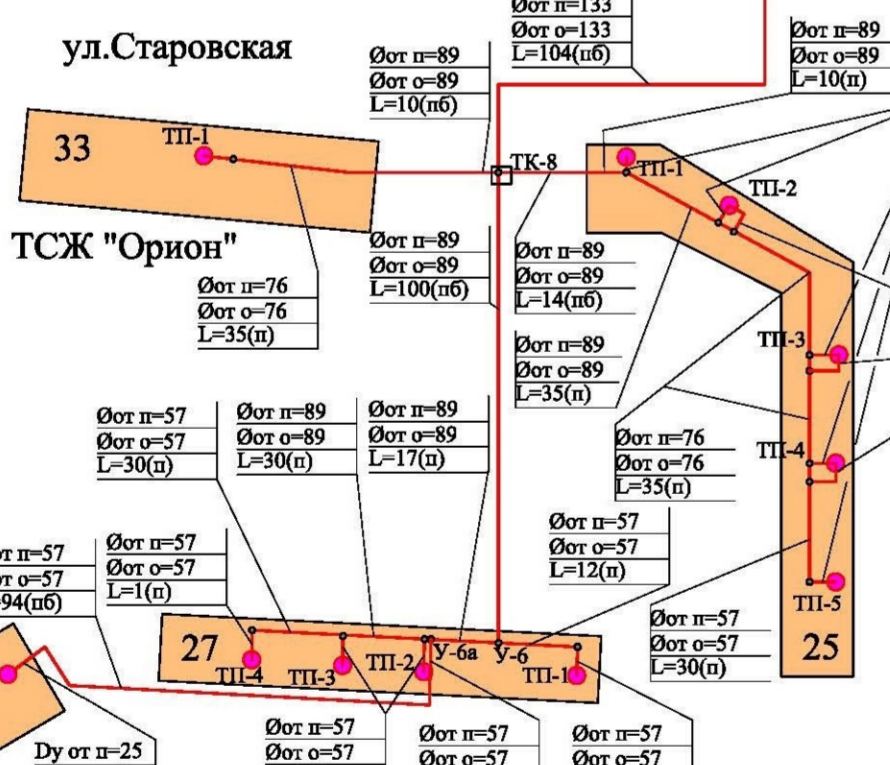 Øот п=133
Øот о=133
L=104(пб)
Øот п=89
Øот о=89
L=10(п)
ул.Старовская
Øот п=89
Øот о=89
L=10(пб)
33
ТП-1
ТК-8
ТП-1
ТП-2
ТСЖ "Орион"
Øот п=89
Øот о=89
L=100(пб)
Øот п=89
Øот о=89
L=14(пб)
Øот п=76
Øот о=76
L=35(п)
Øот п=89
Øот о=89
L=35(п)
ТП-3
Øот п=57
Øот о=57
L=30(п)
Øот п=89
Øот о=89
L=30(п)
Øот п=89
Øот о=89
L=17(п)
Øот п=76
Øот о=76
L=35(п)
ТП-4
от п=57
от о=57
=94(пб)
Øот п=57
Øот о=57
L=1(п)
Øот п=57
Øот о=57
L=12(п)
ТП-5
Øот п=57
Øот о=57
L=30(п)
25
27
ТП-4
ТП-3
ТП-2
У-6а
У-6
ТП-1
Dу от п=25
Øот п=57
Øот о=57
Øот п=57
Øот о=57
Øот п=57
Øот о=57